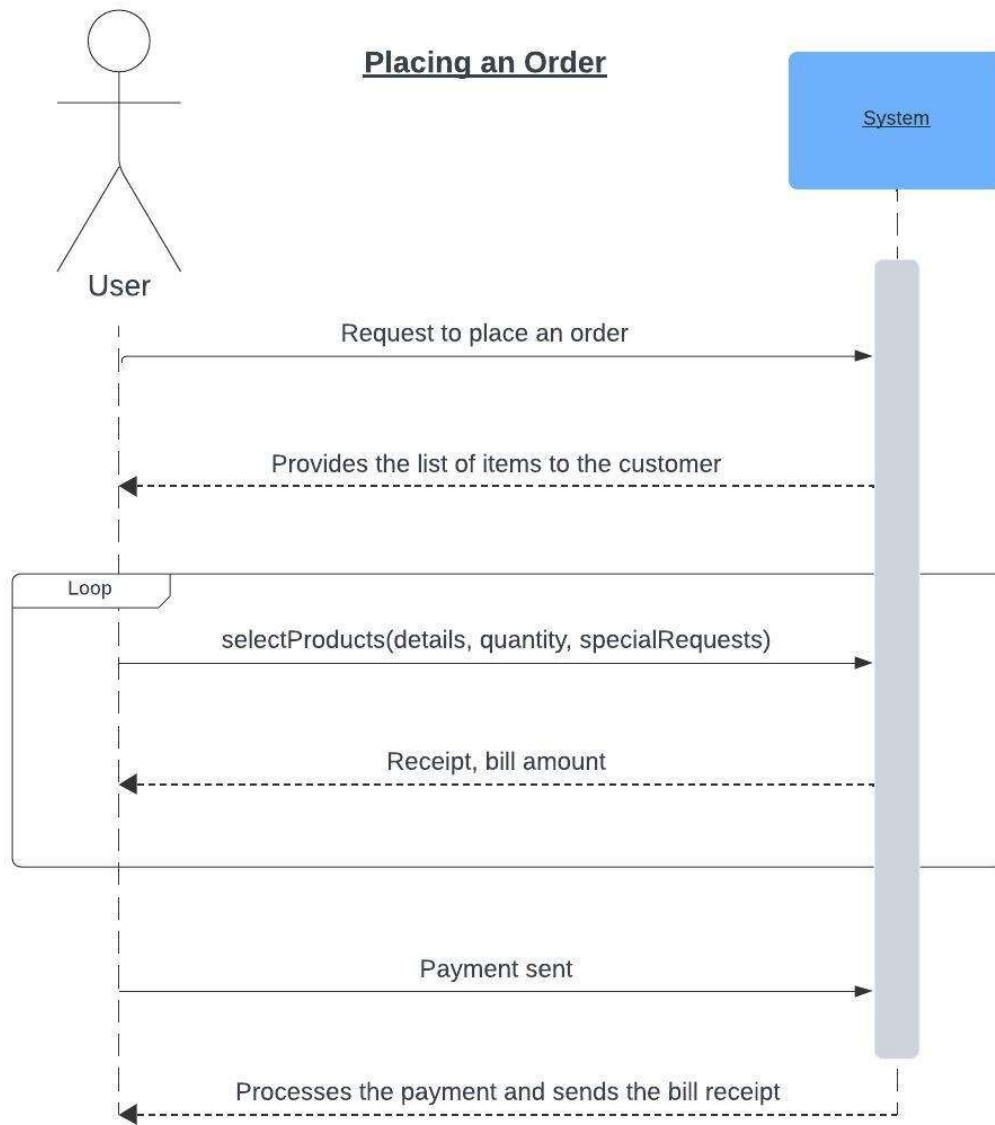 Placing an Order
System
User
Request to place an order
Provides the list of items to the customer
Loop
selectProducts(details, quantity, specialRequests)
Receipt, bill amount
Payment sent
Processes the payment and sends the bill receipt